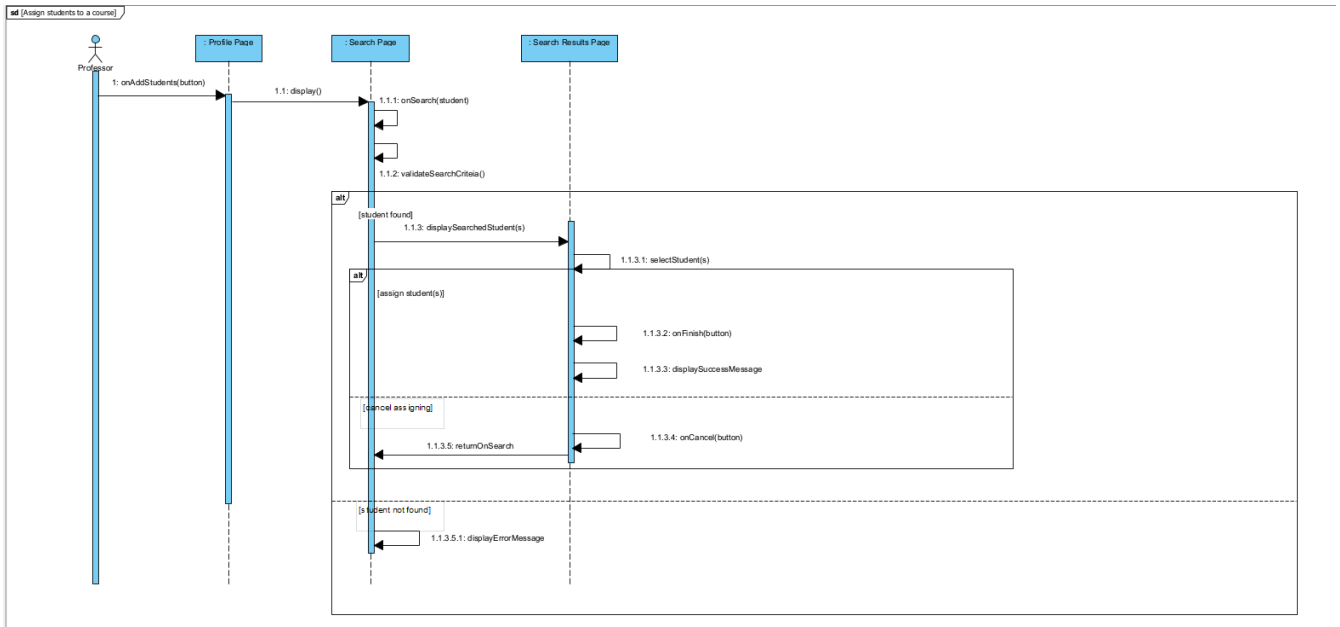 sd [Assign students to a course]
: Profile Page
: Search Page
: Search Results Page
Professor
1: onAddStudents(button)
1.1: display()
1.1.1: onSearch(student)
1.1.2: validateSearchCriteia()
alt
[student found]
1.1.3: displaySearchedStudent(s)
1.1.3.1: selectStudent(s)
alt
[assign student(s)]
1.1.3.2: onFinish(button)
1.1.3.3: displaySuccessMessage
[cancel assigning]
1.1.3.4: onCancel(button)
1.1.3.5: returnOnSearch
[student not found]
1.1.3.5.1: displayErrorMessage